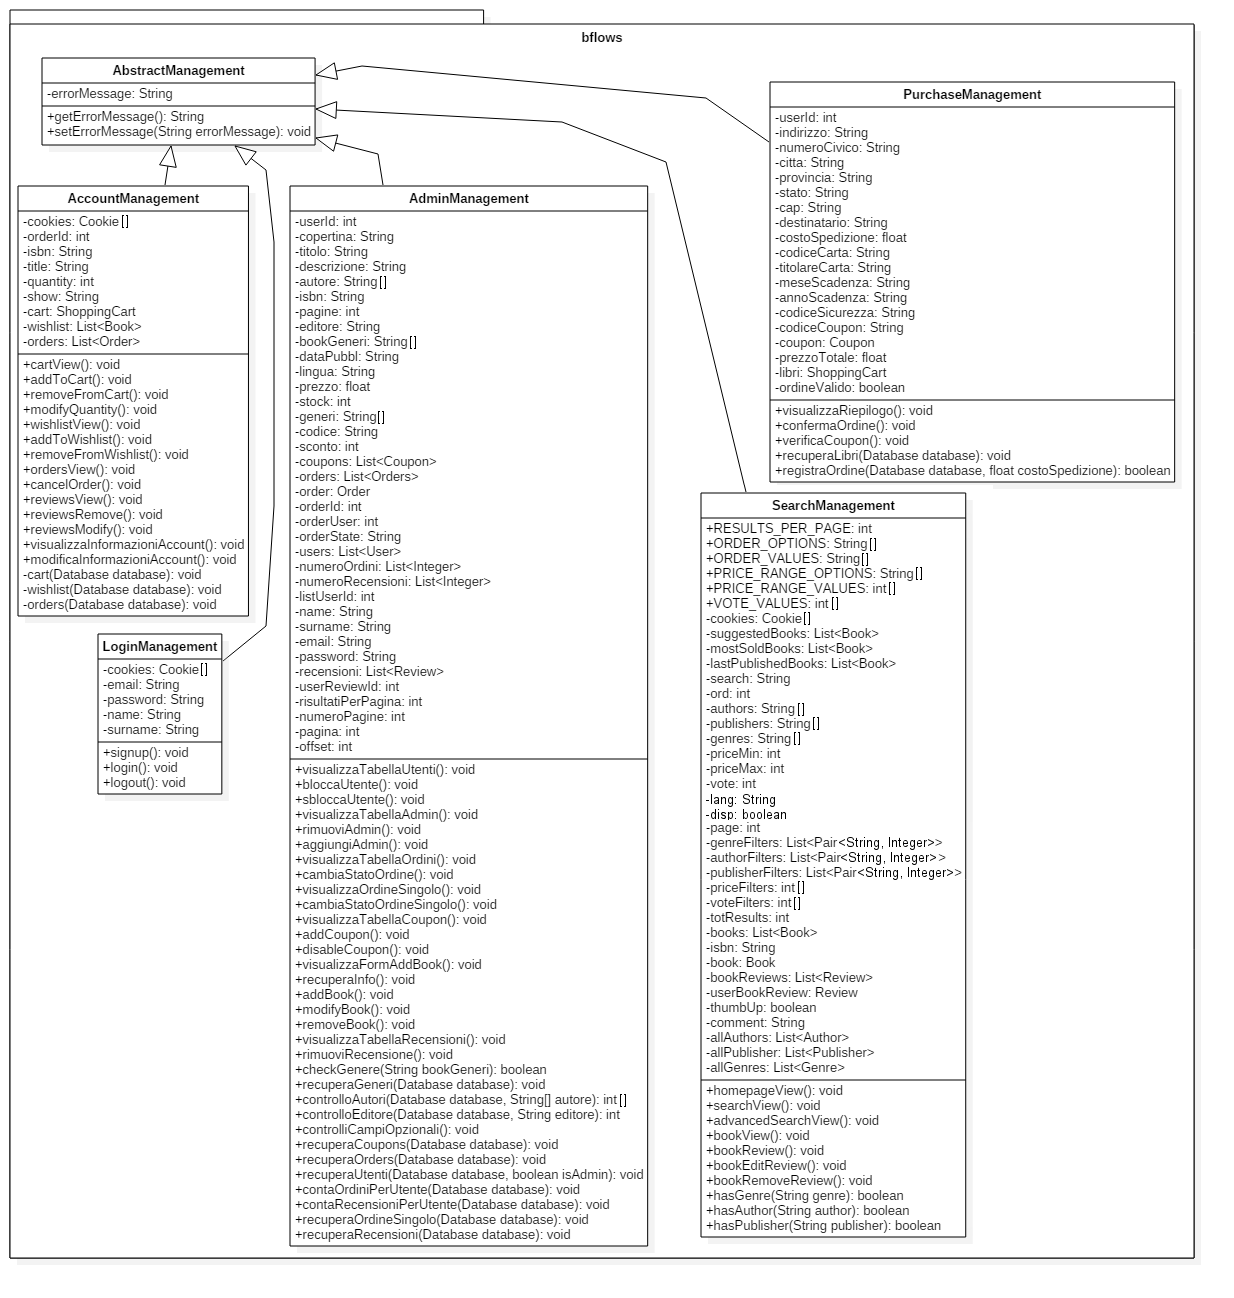 bflows
AbstractManagement
-errorMessage: String
+getErrorMessage(): String
+setErrorMessage(String errorMessage): void
PurchaseManagement
-userId: int
-indirizzo: String
-numeroCivico: String
-citta: String
-provincia: String
-stato: String
-cap: String
-destinatario: String
-costoSpedizione: float
-codiceCarta: String
-titolareCarta: String
-meseScadenza: String
-annoScadenza: String
-codiceSicurezza: String
-codiceCoupon: String
-coupon: Coupon
-prezzoTotale: float
-libri: ShoppingCart
-ordineValido: boolean
+visualizzaRiepilogo(): void
+confermaOrdine(): void
+verificaCoupon(): void
+recuperaLibri(Database database): void
+registraOrdine(Database database, float costoSpedizione): boolean
AccountManagement
-cookies: Cookie[]
-orderId: int
-isbn: String
-title: String
-quantity: int
-show: String
-cart: ShoppingCart
-wishlist: List<Book>
-orders: List<Order>
+cartView(): void
+addToCart(): void
+removeFromCart(): void
+modifyQuantity(): void
+wishlistView(): void
+addToWishlist(): void
+removeFromWishlist(): void
+ordersView(): void
+cancelOrder(): void
+reviewsView(): void
+reviewsRemove(): void
+reviewsModify(): void
+visualizzaInformazioniAccount(): void
+modificaInformazioniAccount(): void
-cart(Database database): void
-wishlist(Database database): void
-orders(Database database): void
LoginManagement
-cookies: Cookie[]
-email: String
-password: String
-name: String
-surname: String
+signup(): void
+login(): void
+logout(): void
AdminManagement
-userId: int
-copertina: String
-titolo: String
-descrizione: String
-autore: String[]
-isbn: String
-pagine: int
-editore: String
-bookGeneri: String[]
-dataPubbl: String
-lingua: String
-prezzo: float
-stock: int
-generi: String[]
-codice: String
-sconto: int
-coupons: List<Coupon>
-orders: List<Orders>
-order: Order
-orderId: int
-orderUser: int
-orderState: String
-users: List<User>
-numeroOrdini: List<Integer>
-numeroRecensioni: List<Integer>
-listUserId: int
-name: String
-surname: String
-email: String
-password: String
-recensioni: List<Review>
-userReviewId: int
-risultatiPerPagina: int
-numeroPagine: int
-pagina: int
-offset: int
+visualizzaTabellaUtenti(): void
+bloccaUtente(): void
+sbloccaUtente(): void
+visualizzaTabellaAdmin(): void
+rimuoviAdmin(): void
+aggiungiAdmin(): void
+visualizzaTabellaOrdini(): void
+cambiaStatoOrdine(): void
+visualizzaOrdineSingolo(): void
+cambiaStatoOrdineSingolo(): void
+visualizzaTabellaCoupon(): void
+addCoupon(): void
+disableCoupon(): void
+visualizzaFormAddBook(): void
+recuperaInfo(): void
+addBook(): void
+modifyBook(): void
+removeBook(): void
+visualizzaTabellaRecensioni(): void
+rimuoviRecensione(): void
+checkGenere(String bookGeneri): boolean
+recuperaGeneri(Database database): void
+controlloAutori(Database database, String[] autore): int[]
+controlloEditore(Database database, String editore): int
+controlliCampiOpzionali(): void
+recuperaCoupons(Database database): void
+recuperaOrders(Database database): void
+recuperaUtenti(Database database, boolean isAdmin): void
+contaOrdiniPerUtente(Database database): void
+contaRecensioniPerUtente(Database database): void
+recuperaOrdineSingolo(Database database): void
+recuperaRecensioni(Database database): void
SearchManagement
+RESULTS_PER_PAGE: int
+ORDER_OPTIONS: String[]
+ORDER_VALUES: String[]
+PRICE_RANGE_OPTIONS: String[]
+PRICE_RANGE_VALUES: int[]
+VOTE_VALUES: int[]
-cookies: Cookie[]
-suggestedBooks: List<Book>
-mostSoldBooks: List<Book>
-lastPublishedBooks: List<Book>
-search: String
-ord: int
-authors: String[]
-publishers: String[]
-genres: String[]
-priceMin: int
-priceMax: int
-vote: int
-lang: String
-disp: boolean
-page: int
-genreFilters: List<Pair<String, Integer>>
-authorFilters: List<Pair<String, Integer>>
-publisherFilters: List<Pair<String, Integer>>
-priceFilters: int[]
-voteFilters: int[]
-totResults: int
-books: List<Book>
-isbn: String
-book: Book
-bookReviews: List<Review>
-userBookReview: Review
-thumbUp: boolean
-comment: String
-allAuthors: List<Author>
-allPublisher: List<Publisher>
-allGenres: List<Genre>
+homepageView(): void
+searchView(): void
+advancedSearchView(): void
+bookView(): void
+bookReview(): void
+bookEditReview(): void
+bookRemoveReview(): void
+hasGenre(String genre): boolean
+hasAuthor(String author): boolean
+hasPublisher(String publisher): boolean